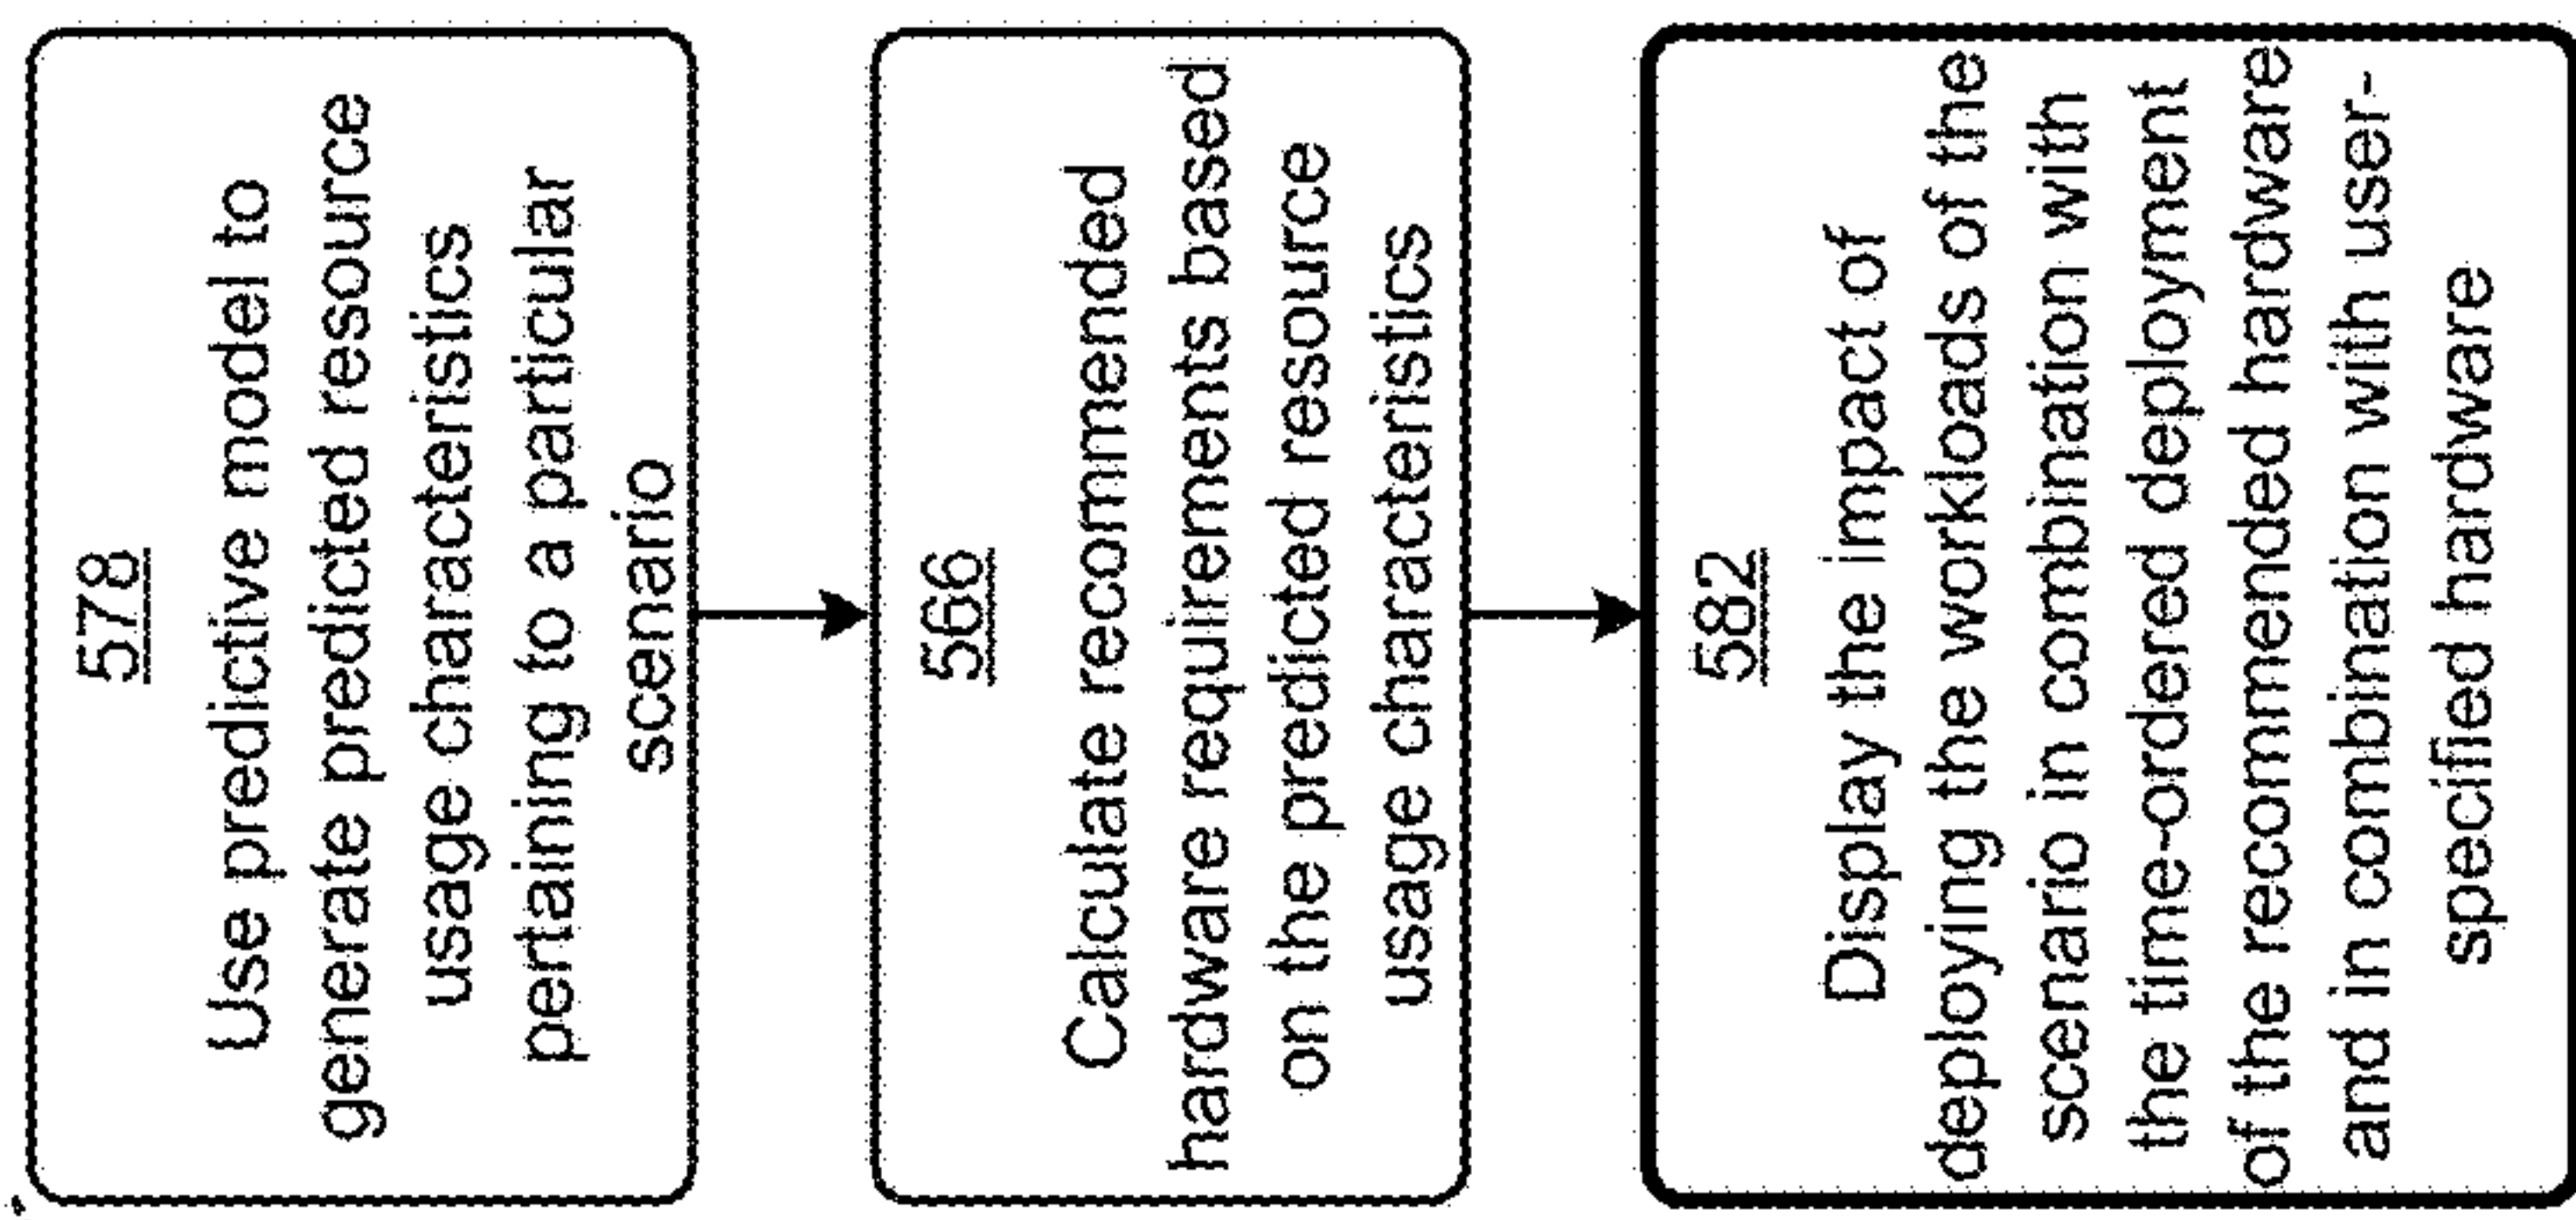 578
Use predictive model to
generate predicted resource
usage characteristics
pertaining to a particular
scenario
566
Calculate recommended
hardware requirements based
on the predicted resource
usage characteristics
582
Display the impact of
deploying the workloads of the
scenario in combination with
the time-ordered deployment
of the recommended hardware
and in combination with user-
specified hardware